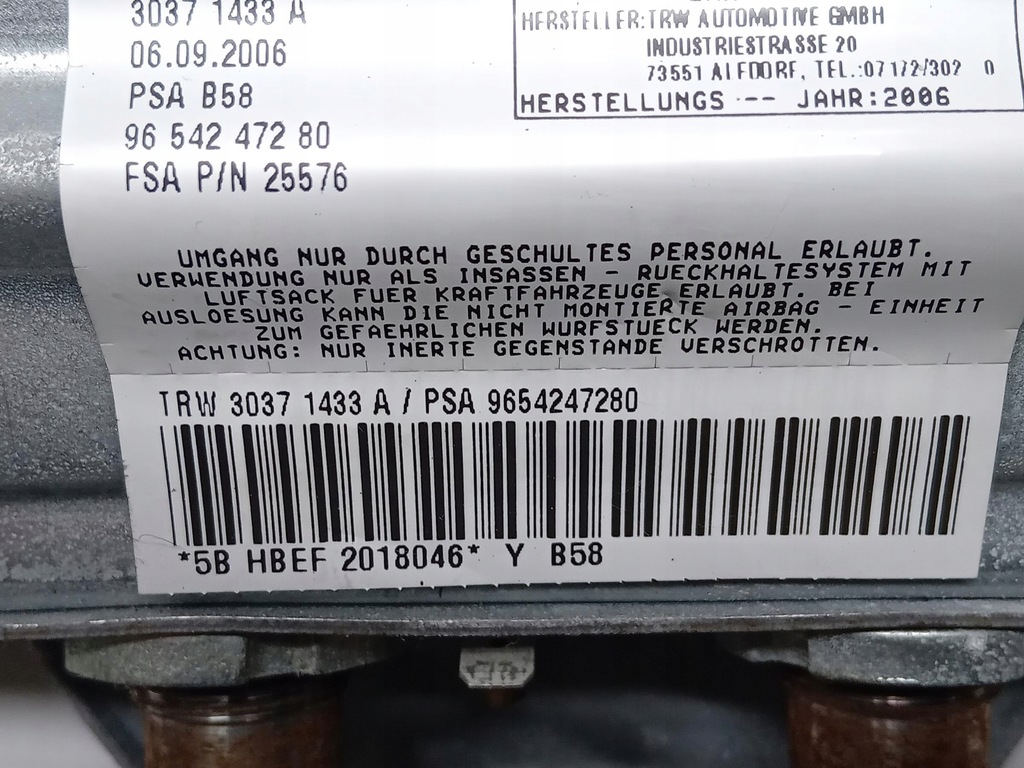 3037 1433 A
06.09.2006
PSA B58
96 542 472 80
FSA P/N 25576
HERSTELLER:TRW AUTOMOTIVE GMBH
INDUSTRIESTRASSE 20
73551 ALFDORF, TEL.:07172/302 0
HERSTELLUNGS -- JAHR:2006
UMGANG NUR DURCH GESCHULTES PERSONAL ERLAUBT.
VERWENDUNG NUR ALS INSASSEN - RUECKHALTESYSTEM MIT
LUFTSACK FUER KRAFTFAHRZEUGE ERLAUBT. BEI
AUSLOESUNG KANN DIE NICHT MONTIERTE AIRBAG - EINHEIT
ZUM GEFAEHRLICHEN WURFSTUECK WERDEN.
ACHTUNG: NUR INERTE GEGENSTANDE VERSCHROTTEN.
TRW 3037 1433 A / PSA 9654247280
*5B HBEF 2018046* Y B58